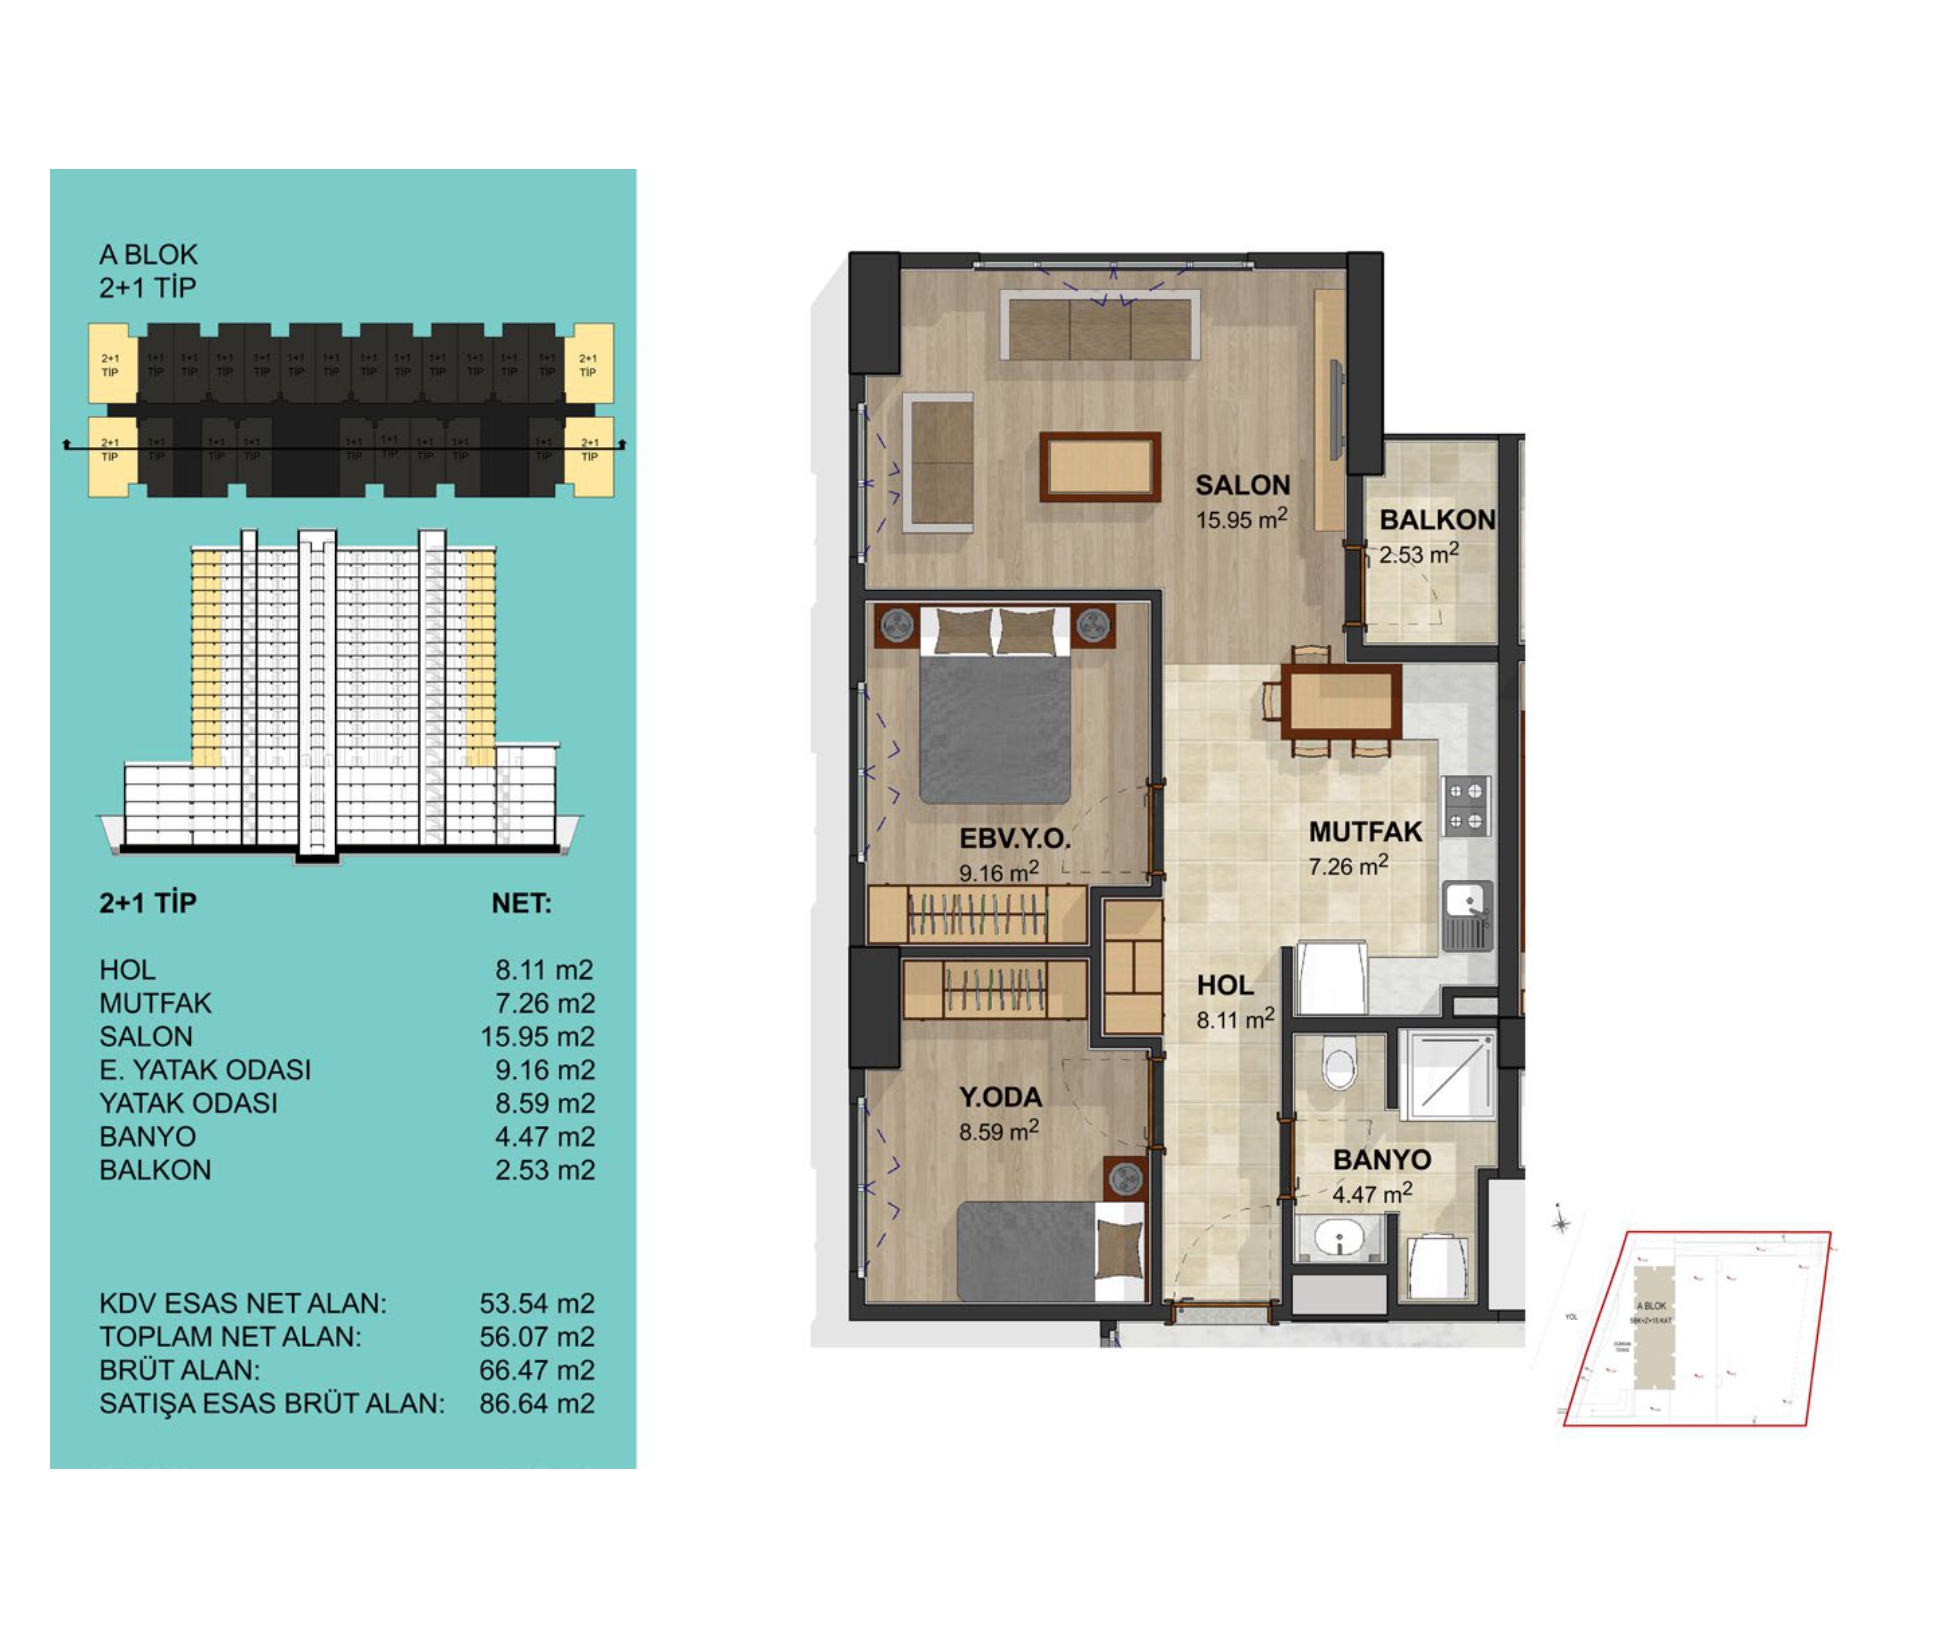 A BLOK
2+1 TİP
2+1 1+1 1+1 1+1 1+1 1+1 1+1 1+1 1+1 1+1 1+1 1+1 1+1 2+1
TİP TİP TİP TİP TİP TİP TİP TİP TİP TİP TİP TİP TİP TİP
2+1 1+1 1+1 1+1 1+1 1+1 1+1 1+1 1+1 2+1
TİP TİP TİP TİP TİP TİP TİP TİP TİP TİP
2+1 TİP NET:
HOL 8.11 m2
MUTFAK 7.26 m2
SALON 15.95 m2
E. YATAK ODASI 9.16 m2
YATAK ODASI 8.59 m2
BANYO 4.47 m2
BALKON 2.53 m2
KDV ESAS NET ALAN: 53.54 m2
TOPLAM NET ALAN: 56.07 m2
BRÜT ALAN: 66.47 m2
SATIŞA ESAS BRÜT ALAN: 86.64 m2
SALON
15.95 m2
BALKON
2.53 m2
EBV.Y.O.
9.16 m2
MUTFAK
7.26 m2
HOL
8.11 m2
Y.ODA
8.59 m2
BANYO
4.47 m2
A BLOK
YOL